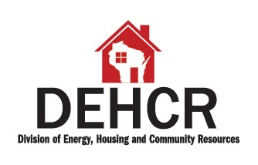 DEHCR
Division of Energy, Housing and Community Resources